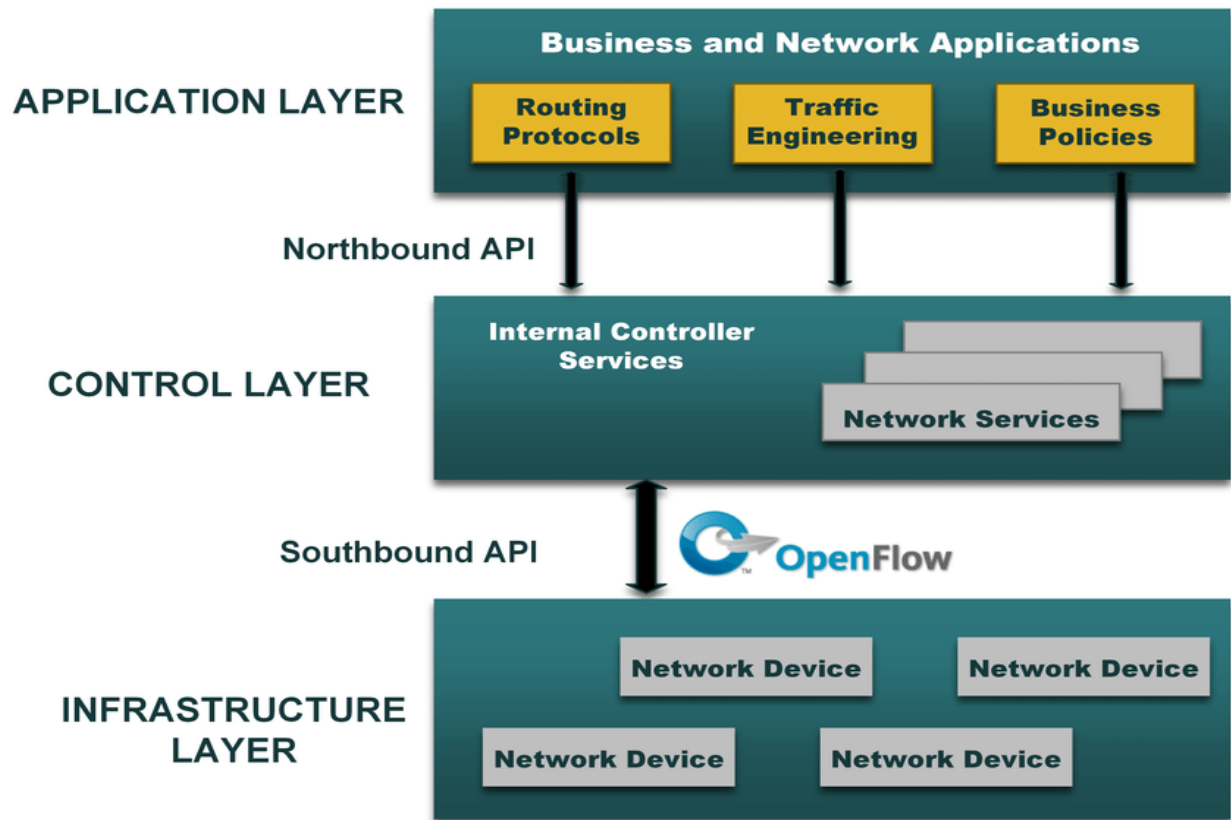 Business and Network Applications
APPLICATION LAYER
Routing
Protocols
Traffic
Engineering
Business
Policies
Northbound API
Internal Controller
Services
CONTROL LAYER
Network Services
Southbound API
TM
OpenFlow
Network Device
Network Device
INFRASTRUCTURE
LAYER
Network Device
Network Device